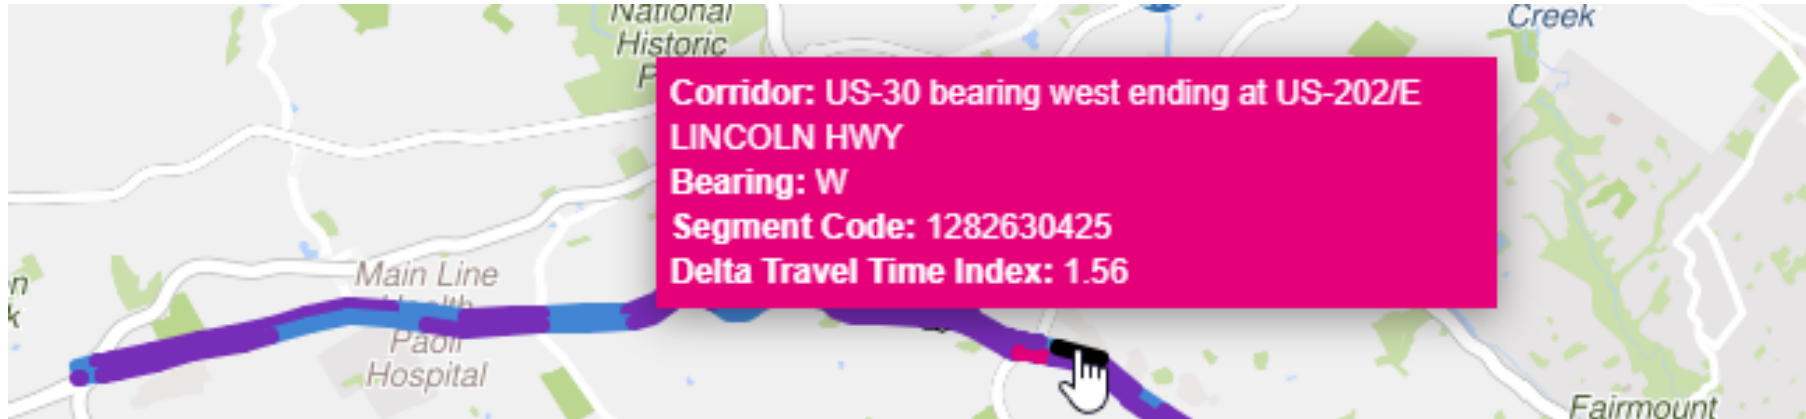 National
Historic
P
Creek
Corridor: US-30 bearing west ending at US-202/E
LINCOLN HWY
Bearing: W
Segment Code: 1282630425
Delta Travel Time Index: 1.56
n
k
Main Line
Health
Paoli
Hospital
Fairmount